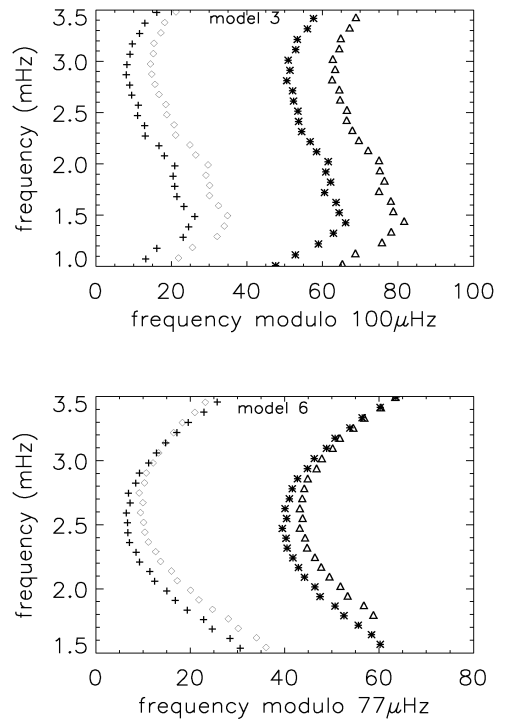 model 3
3.5
3.0
2.5
2.0
1.5
1.0
frequency (mHz)
0 20 40 60 80 100
frequency modulo 100μHz
model 6
3.5
3.0
2.5
2.0
1.5
frequency (mHz)
0 20 40 60 80
frequency modulo 77μHz